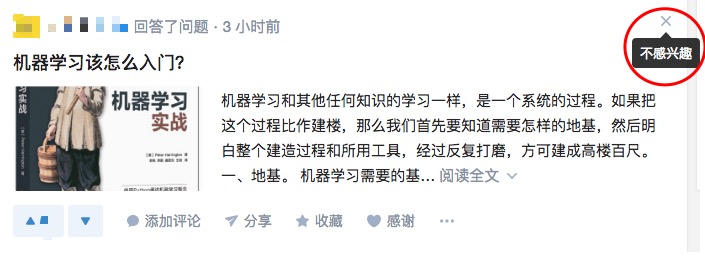 回答了问题 · 3 小时前
不感兴趣
机器学习该怎么入门?
机器学习
实战
机器学习和其他任何知识的学习一样，是一个系统的过程。如果把
这个过程比作建楼，那么我们首先要知道需要怎样的地基，然后明
白整个建造过程和所用工具，经过反复打磨，方可建成高楼百尺。
一、地基。 机器学习需要的基... 阅读全文
添加评论 分享 收藏 感谢